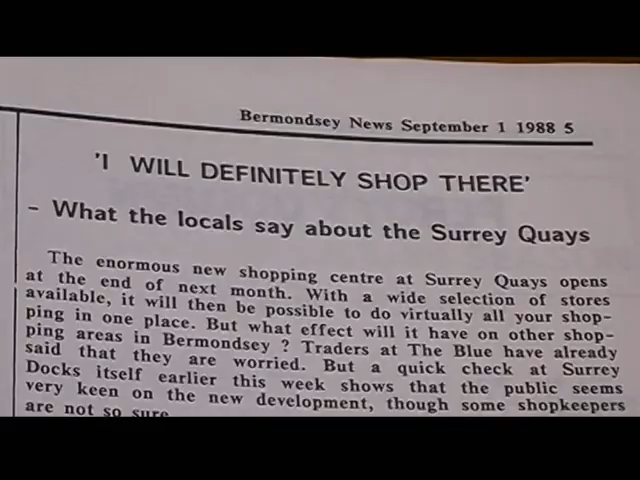 Bermondsey News September 1 1988 5
'I WILL DEFINITELY SHOP THERE'
- What the locals say about the Surrey Quays
The enormous new shopping centre at Surrey Quays opens
at the end of next month. With a wide selection of stores
available, it will then be possible to do virtually all your shop-
ping in one place. But what effect will it have on other shop-
ping areas in Bermondsey ? Traders at The Blue have already
said that they are worried. But a quick check at Surrey
Docks itself earlier this week shows that the public seems
very keen on the new development, though some shopkeepers
are not so sure